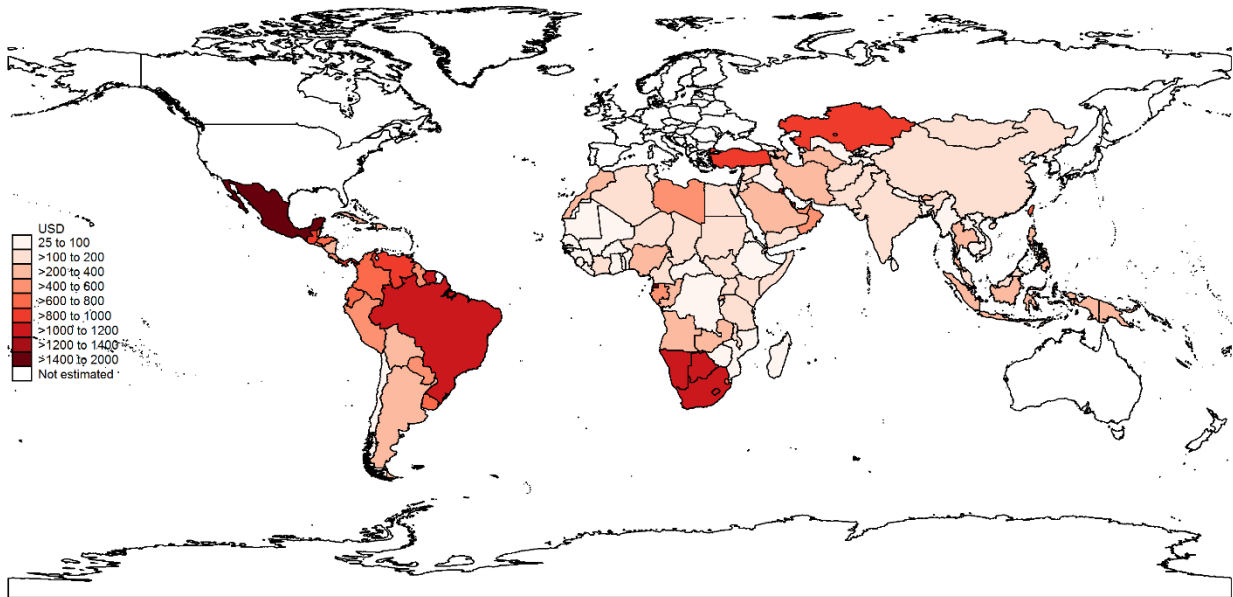 USD
25 to 100
>100 to 200
>200 to 400
>400 to 600
>600 to 800
>800 to 1000
>1000 to 1200
>1200 to 1400
>1400 to 2000
Not estimated